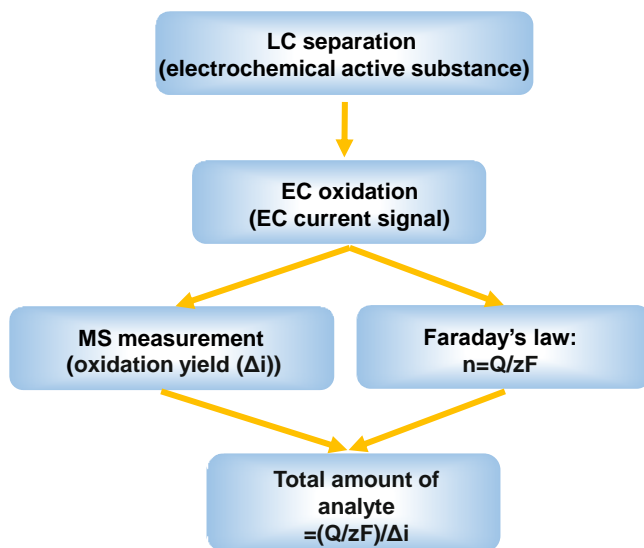 LC separation
(electrochemical active substance)
EC oxidation
(EC current signal)
MS measurement
(oxidation yield (Δi))
Faraday's law:
n=Q/zF
Total amount of
analyte
=(Q/zF)/Δi